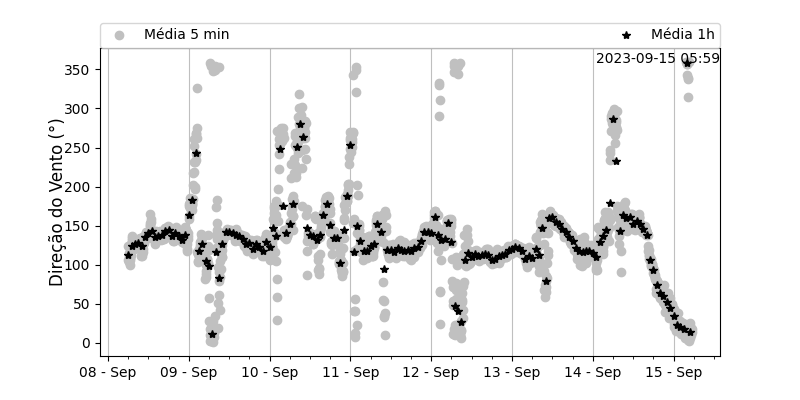 Média 5 min
Média 1h
2023-09-15 05:59
Direção do Vento (°)
350
300
250
200
150
100
50
0
08 - Sep
09 - Sep
10 - Sep
11 - Sep
12 - Sep
13 - Sep
14 - Sep
15 - Sep